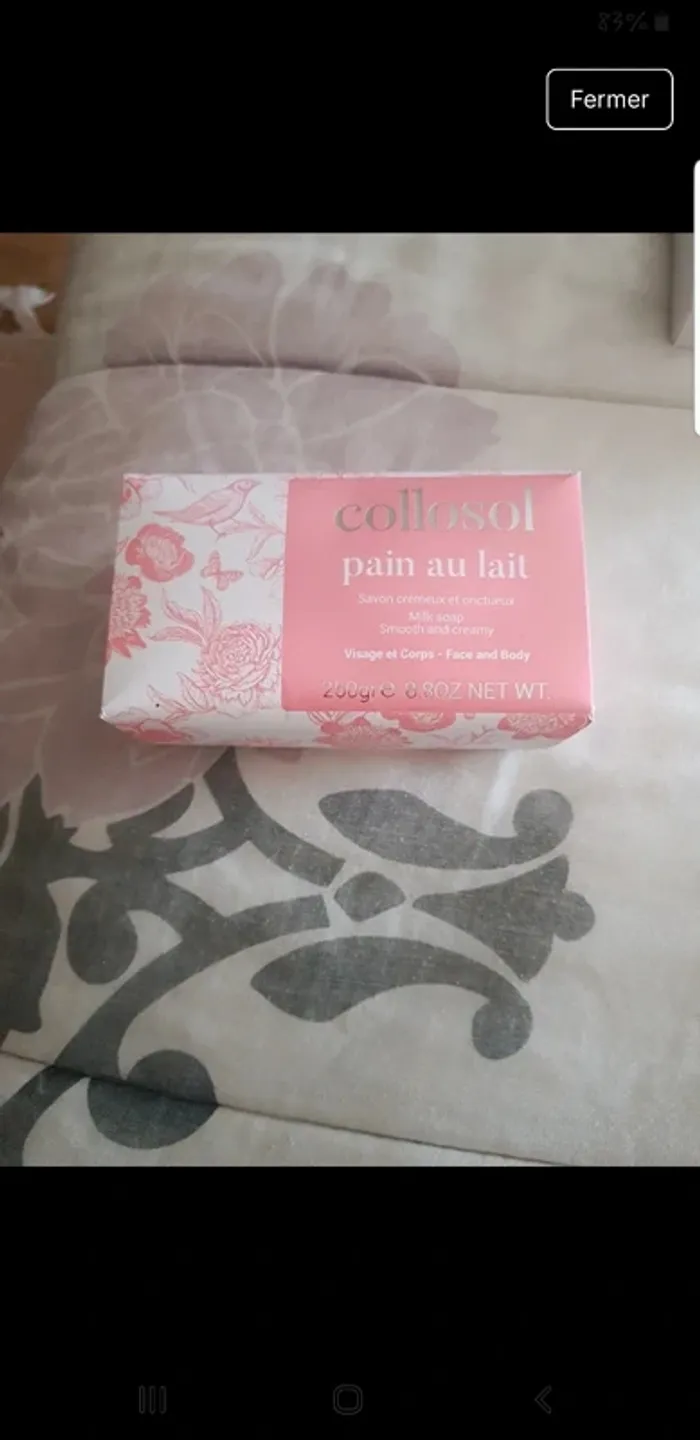 83%
Fermer
collosol
pain au lait
Savon crémeux et onctueux
Milk soap
Smooth and creamy
Visage et Corps - Face and Body
250gr e 8.8OZ NET WT.